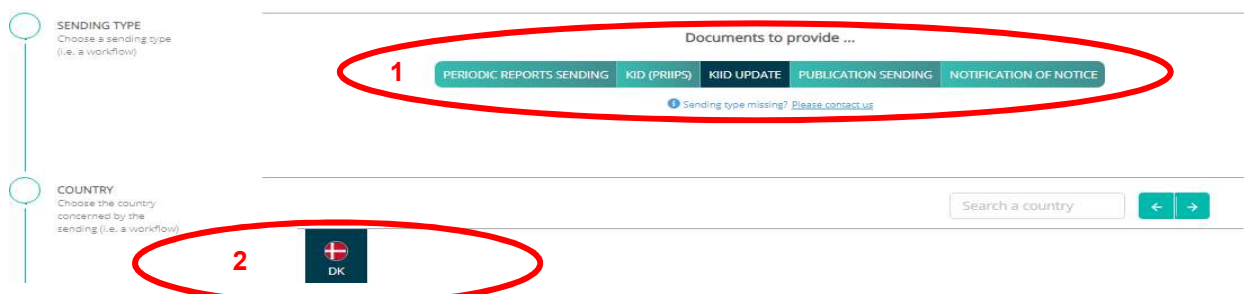 SENDING TYPE
Choose a sending type
(i.e. a workflow)
Documents to provide ...
1
PERIODIC REPORTS SENDING KID (PRIIPS) KIID UPDATE PUBLICATION SENDING NOTIFICATION OF NOTICE
Sending type missing? Please contact us
COUNTRY
Choose the country
concerned by the
sending (i.e. a workflow)
Search a country
2
DK